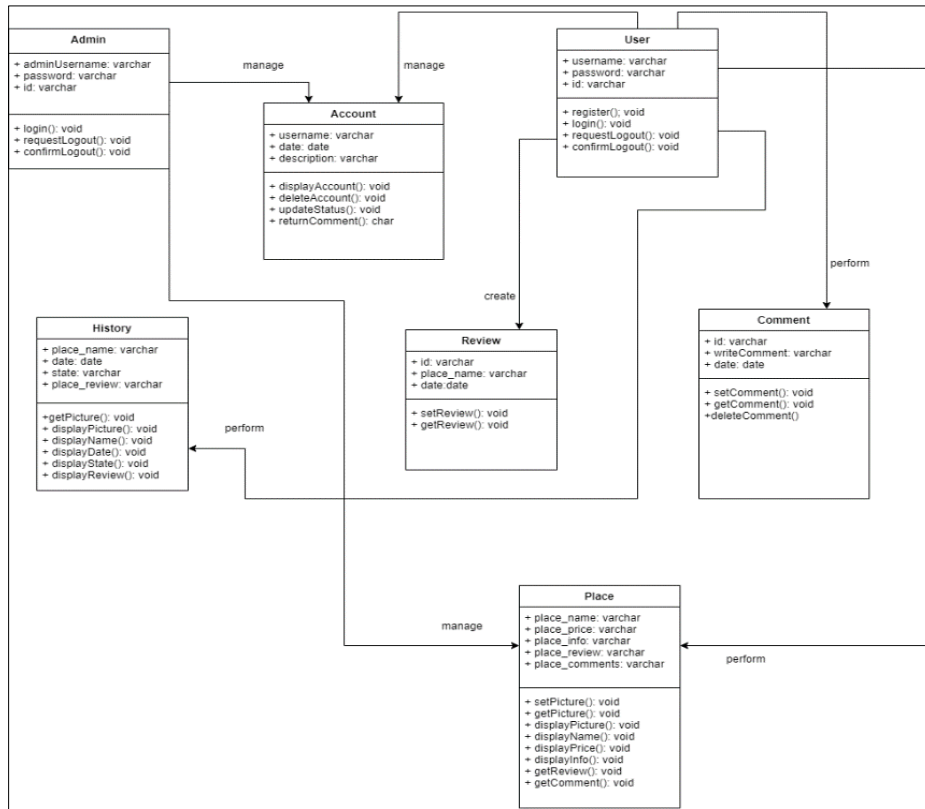 Admin
+ adminUsername: varchar
+ password: varchar
+ id: varchar
+ login(): void
+ requestLogout(): void
+ confirmLogout(): void
manage
Account
+ username: varchar
+ date: date
+ description: varchar
+ displayAccount(): void
+ deleteAccount(): void
+ updateStatus(): void
+ returnComment(): char
manage
User
+ username: varchar
+ password: varchar
+ id: varchar
+ register(); void
+ login(): void
+ requestLogout(): void
+ confirmLogout(): void
perform
create
History
+ place_name: varchar
+ date: date
+ state: varchar
+ place_review: varchar
+getPicture(): void
+ displayPicture(): void
+ displayName(): void
+ displayDate(): void
+ displayState(): void
+ displayReview(): void
perform
Review
+ id: varchar
+ place_name: varchar
+ date:date
+ setReview(): void
+ getReview(): void
Comment
+ id: varchar
+ writeComment: varchar
+ date: date
+ setComment(): void
+ getComment(): void
+deleteComment()
manage
Place
+ place_name: varchar
+ place_price: varchar
+ place_info: varchar
+ place_review: varchar
+ place_comments: varchar
+ setPicture(): void
+ getPicture(): void
+ displayPicture(): void
+ displayName(): void
+ displayPrice(): void
+ displayInfo(): void
+ getReview(): void
+ getComment(): void
perform